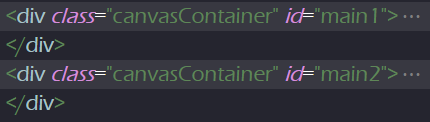 <div class="canvasContainer" id="main1">···
</div>
<div class="canvasContainer" id="main2">···
</div>